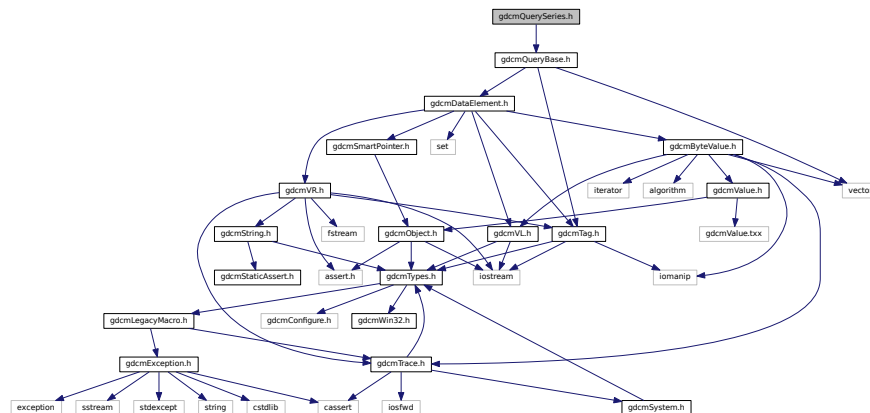 gdcmQuerySeries.h
gdcmQueryBase.h
gdcmDataElement.h
gdcmSmartPointer.h
set
gdcmByteValue.h
gdcmVR.h
iterator
algorithm
gdcmValue.h
vecto
gdcmString.h
fstream
gdcmObject.h
gdcmVL.h
gdcmTag.h
gdcmValue.txx
gdcmStaticAssert.h
assert.h
gdcmTypes.h
iostream
iomanip
gdcmLegacyMacro.h
gdcmConfigure.h
gdcmWin32.h
gdcmException.h
gdcmTrace.h
exception
sstream
stdexcept
string
cstdlib
cassert
iosfwd
gdcmSystem.h